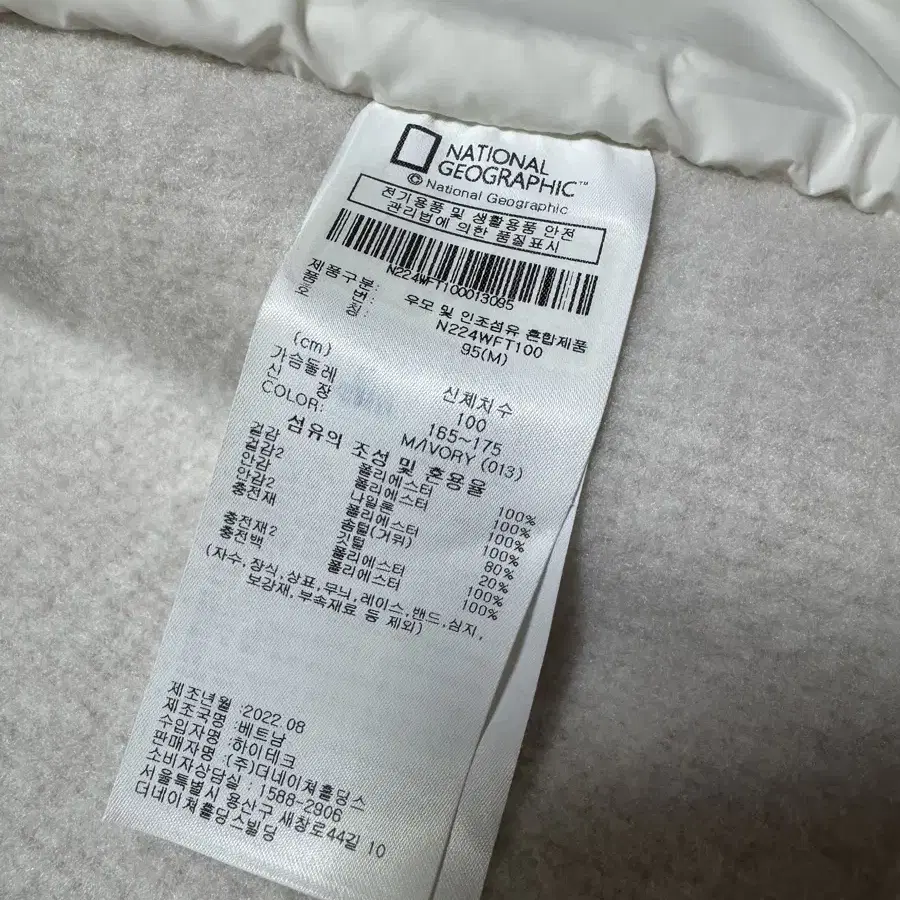 NATIONAL
GEOGRAPHIC™
© National Geographic
전기용품 및 생활용품 안전
관리법에 의한 품질표시
N224WFT100013095
제품구분: 우모 및 인조섬유 혼합제품
품 번: N224WFT100
호 칭: 95(M)
(cm) 신체치수
가슴둘레 100
신 장 165~175
COLOR: M/IVORY (013)
섬유의 조성 및 혼용율
겉감 폴리에스터 100%
겉감2 나일론 100%
안감 폴리에스터 100%
안감2 폴리에스터 100%
충전재 솜털(거위) 80%
깃털 20%
충전재2 폴리에스터 100%
충전백 폴리에스터 100%
(자수,장식,상표,무늬,레이스,밴드,심지,
보강재,부속재료 등 제외)
제조년월 :2022.08
제조국명 :베트남
수입자명 :하이테크
판매자명 :(주)더네이쳐홀딩스
소비자상담실 : 1588-2906
서울특별시 용산구 새창로44길 10
더네이쳐홀딩스빌딩